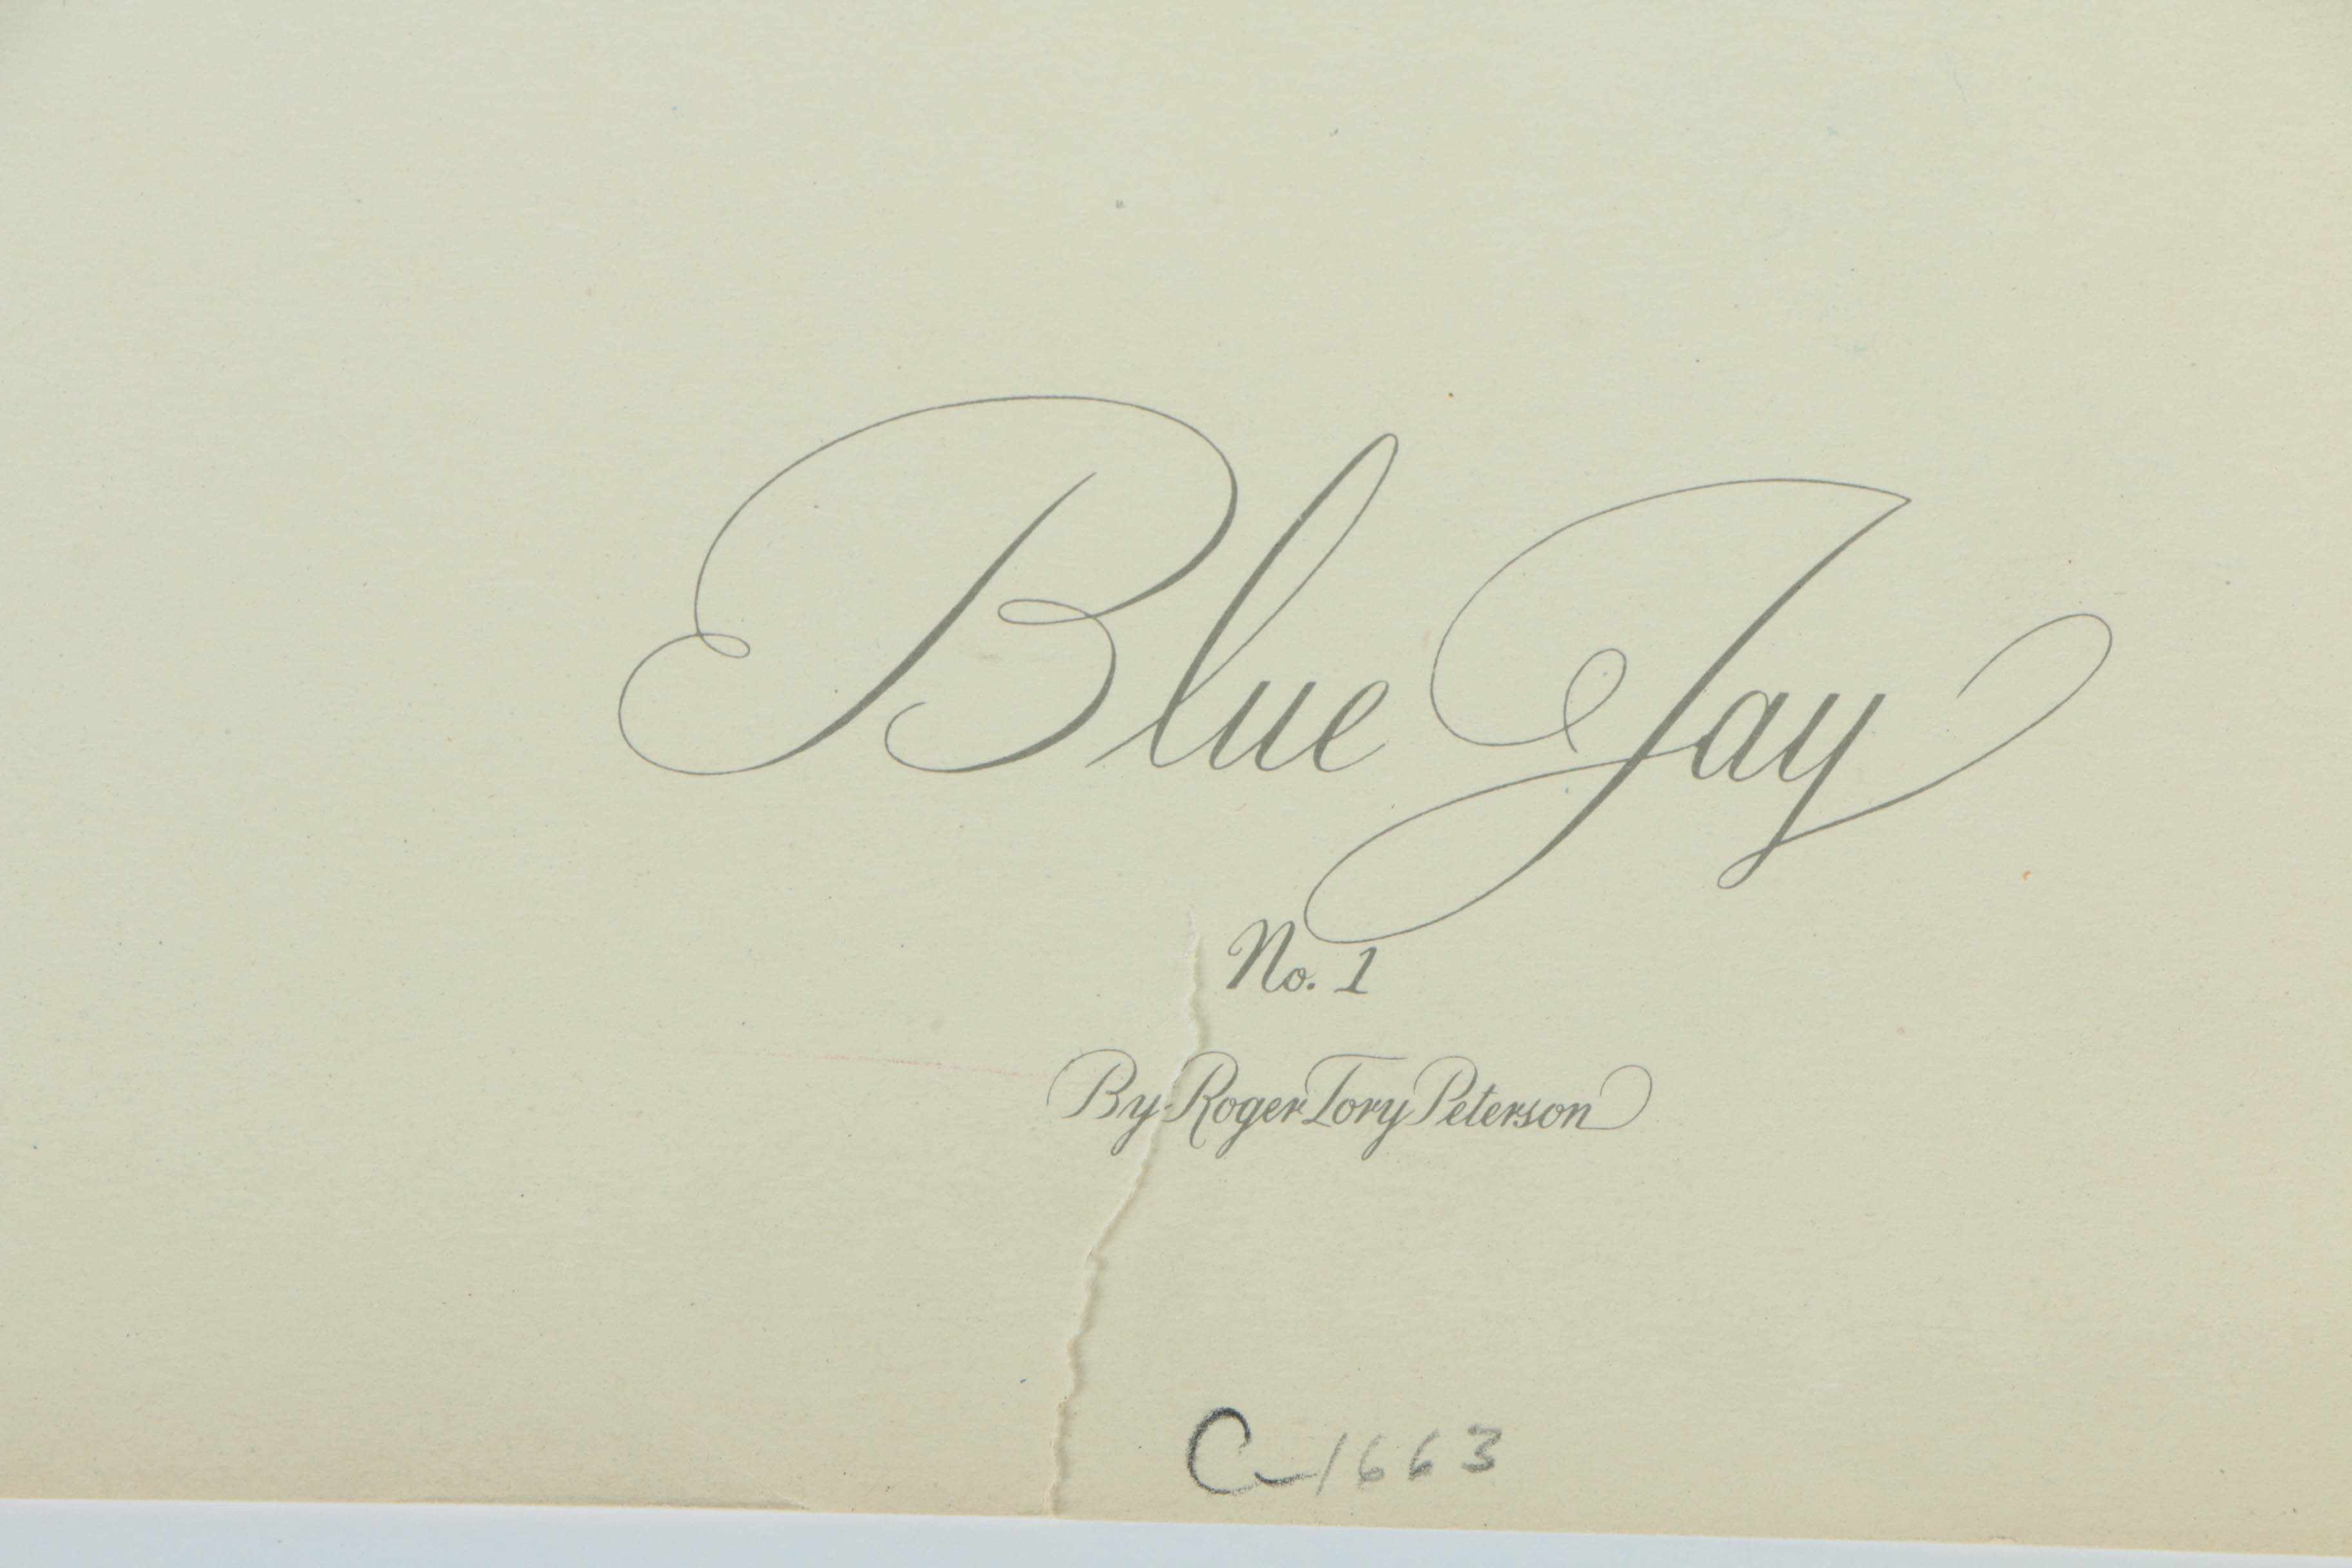 Blue Jay
No. 1
By Roger Tory Peterson
C-1663